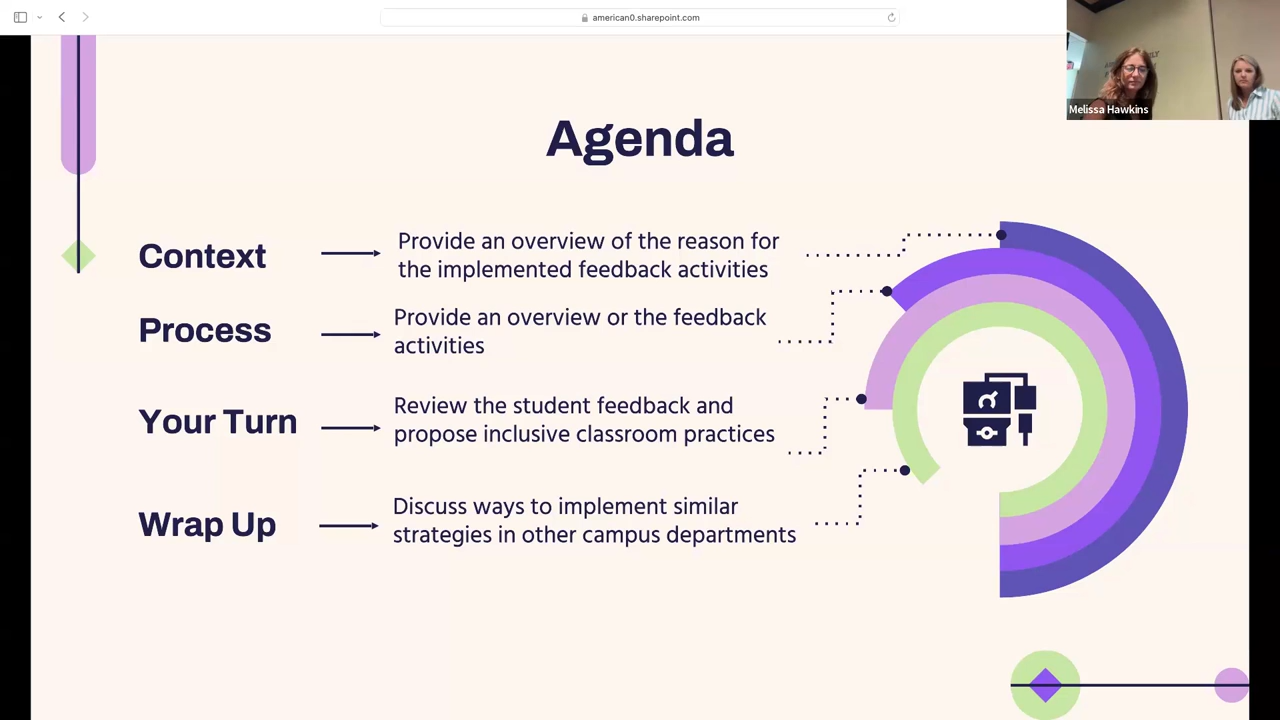 american0.sharepoint.com
Melissa Hawkins
Agenda
Context
Provide an overview of the reason for
the implemented feedback activities
Process
Provide an overview or the feedback
activities
Your Turn
Review the student feedback and
propose inclusive classroom practices
Wrap Up
Discuss ways to implement similar
strategies in other campus departments